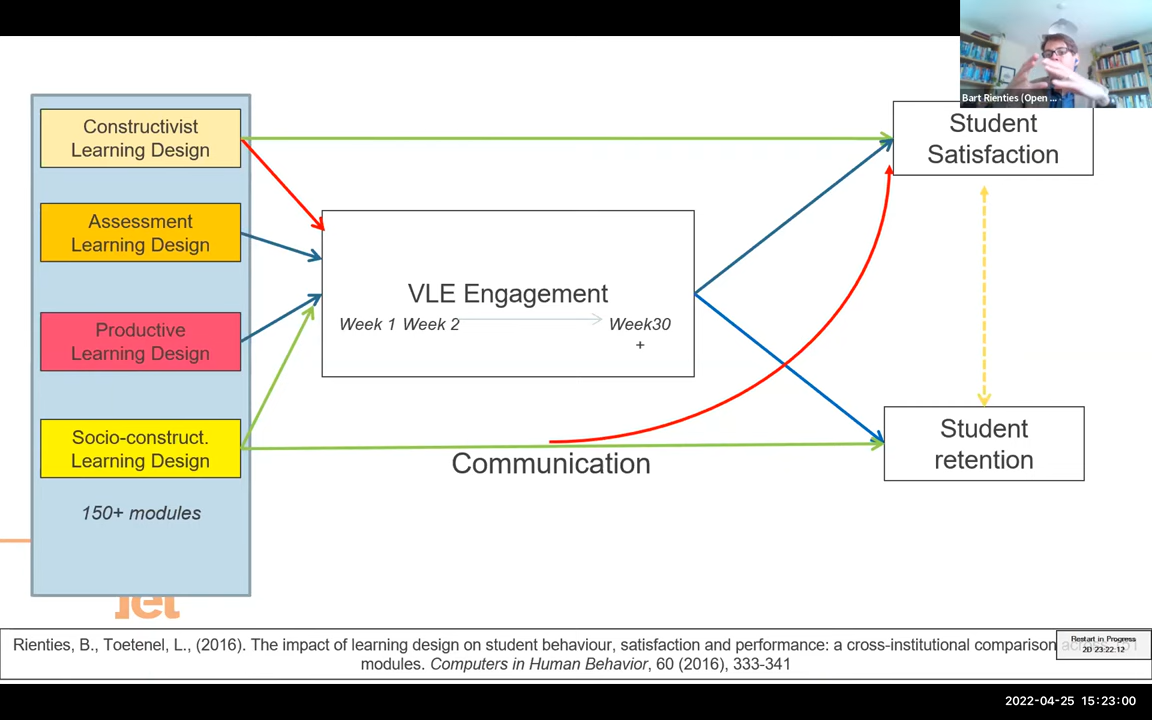 Bart Rienties (Open ...
Constructivist
Learning Design
Student
Satisfaction
Assessment
Learning Design
VLE Engagement
Week 1 Week 2
Week30
+
Productive
Learning Design
Socio-construct.
Learning Design
Communication
Student
retention
150+ modules
iet
Rienties, B., Toetenel, L., (2016). The impact of learning design on student behaviour, satisfaction and performance: a cross-institutional comparison
modules. Computers in Human Behavior, 60 (2016), 333-341
Restart in Progress
2D 23:22:12
2022-04-25 15:23:00